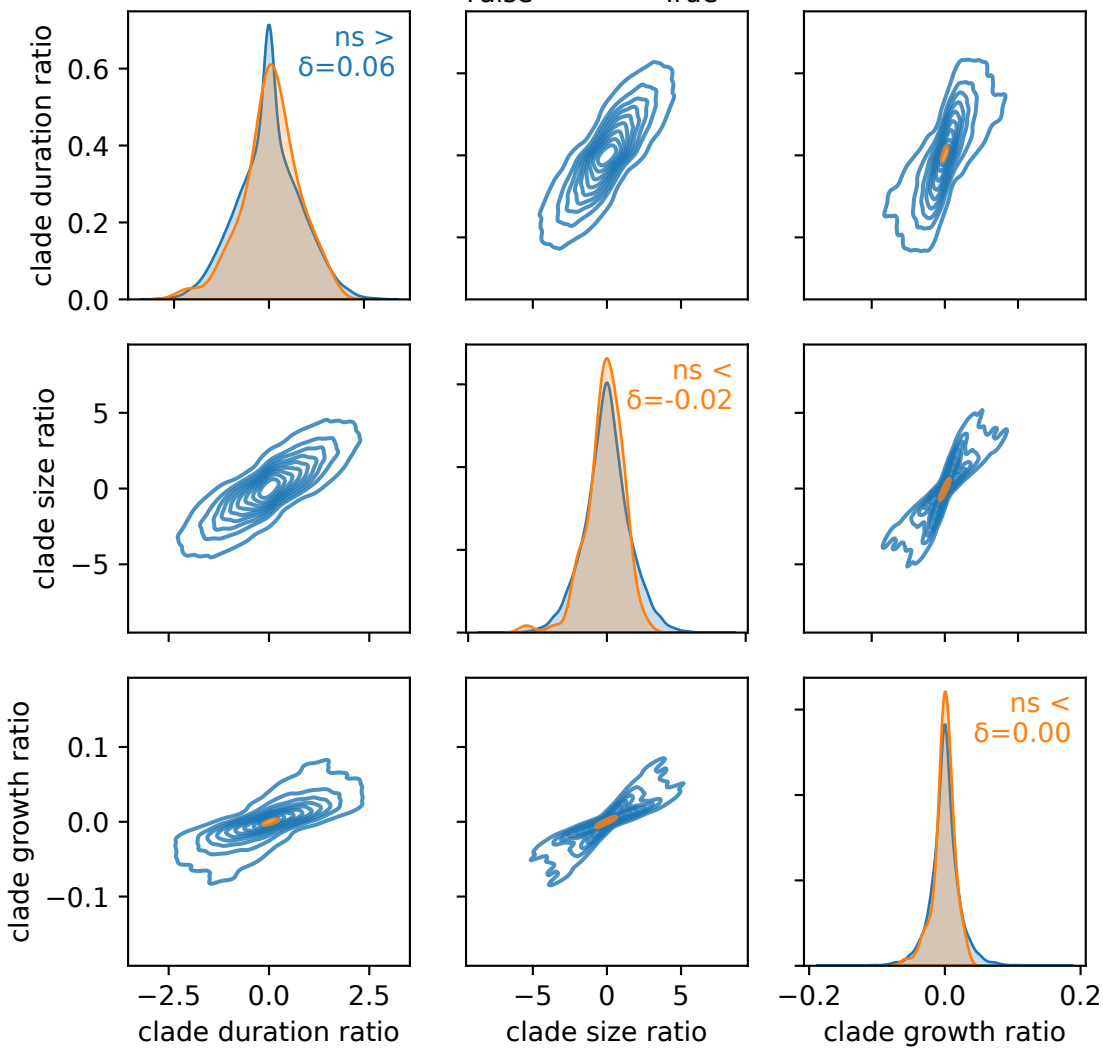 clade duration ratio
0.6
0.4
0.2
0.0
ns >
δ=0.06
clade size ratio
5
0
−5
ns <
δ=-0.02
clade growth ratio
0.1
0.0
−0.1
ns <
δ=0.00
−2.5 0.0 2.5
−5 0 5
−0.2 0.0 0.2
clade duration ratio
clade size ratio
clade growth ratio